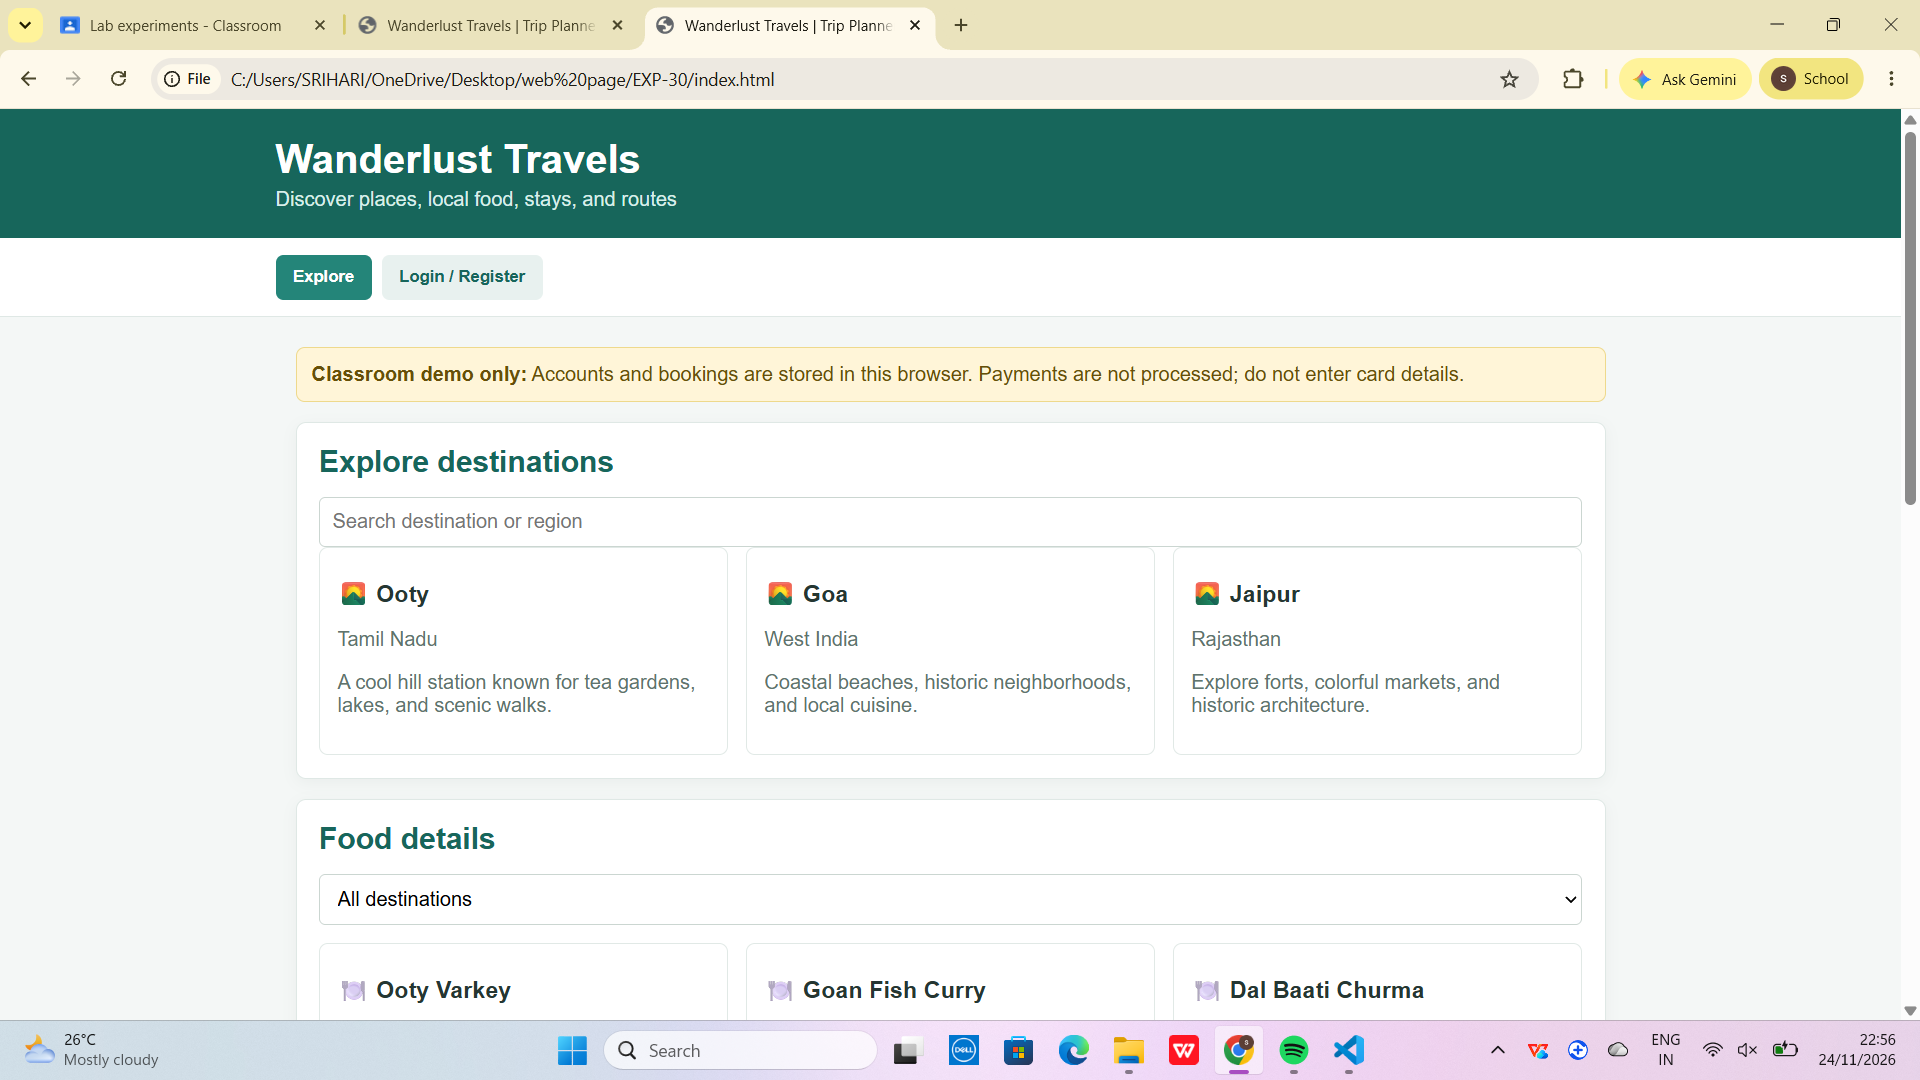 Lab experiments - Classroom
Wanderlust Travels | Trip Planne
Wanderlust Travels | Trip Planne
File
C:/Users/SRIHARI/OneDrive/Desktop/web%20page/EXP-30/index.html
Ask Gemini
S
School
Wanderlust Travels
Discover places, local food, stays, and routes
Explore
Login / Register
Classroom demo only: Accounts and bookings are stored in this browser. Payments are not processed; do not enter card details.
Explore destinations
Search destination or region
Ooty
Tamil Nadu
A cool hill station known for tea gardens,
lakes, and scenic walks.
Goa
West India
Coastal beaches, historic neighborhoods,
and local cuisine.
Jaipur
Rajasthan
Explore forts, colorful markets, and
historic architecture.
Food details
All destinations
Ooty Varkey
Goan Fish Curry
Dal Baati Churma
26°C
Mostly cloudy
Search
DELL
W
S
ENG
IN
22:56
24/11/2026